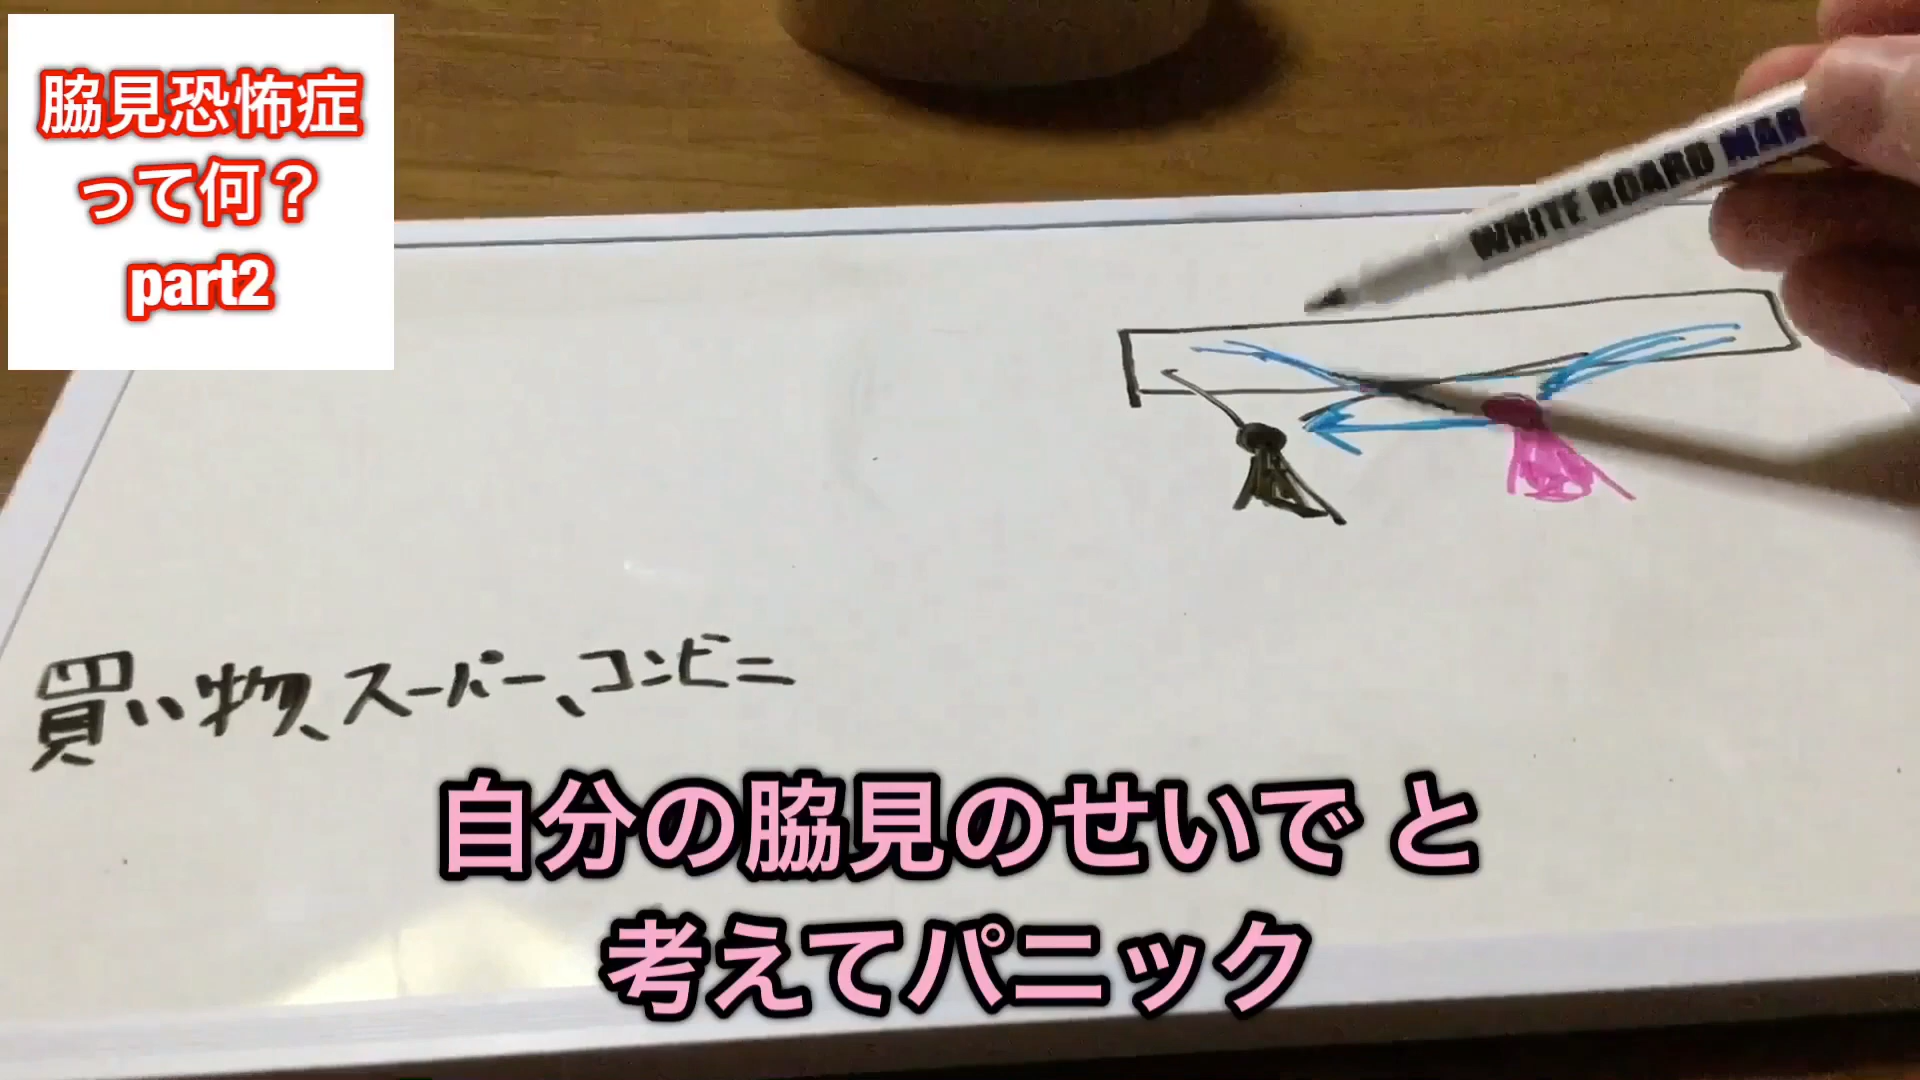 脇見恐怖症
って何？
part2
WHITE BOARD MAR
買い物、スーパー、コンビニ
自分の脇見のせいで と
考えてパニック